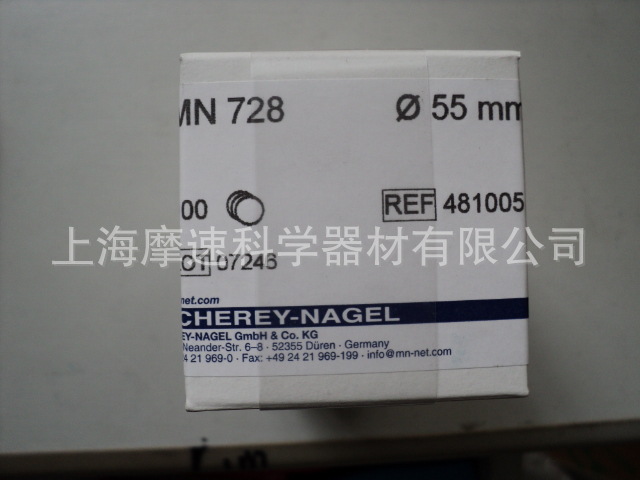 MN 728 Ø 55 mm
00 REF 481005
上海摩速科学器材有限公司
OT 07246
-net.com
CHEREY-NAGEL
EY-NAGEL GmbH & Co. KG
Neander-Str. 6–8 · 52355 Düren · Germany
24 21 969-0 · Fax: +49 24 21 969-199 · info@mn-net.com